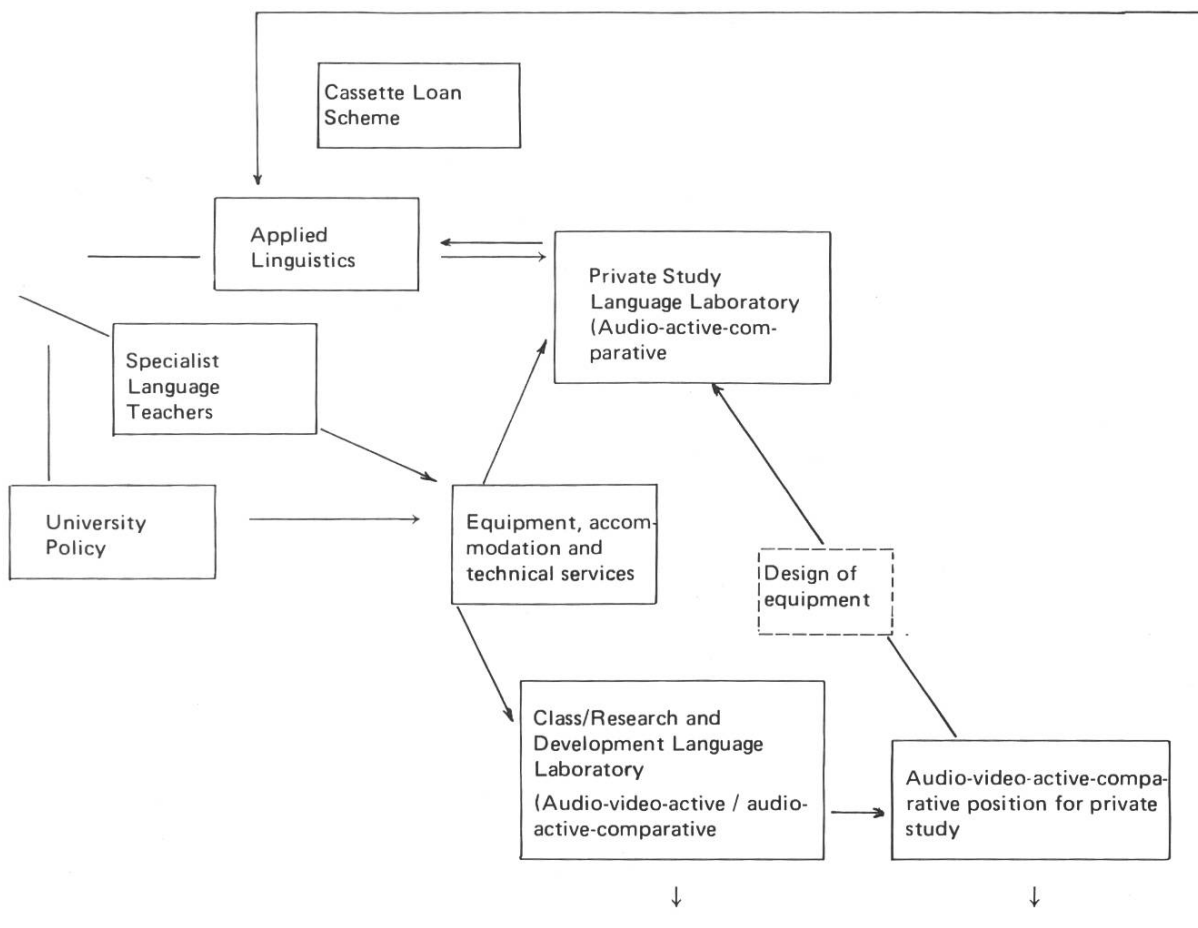 Cassette Loan
Scheme
Applied
Linguistics
Private Study
Language Laboratory
(Audio-active-com-
parative
Specialist
Language
Teachers
University
Policy
Equipment, accom-
modation and
technical services
Design of
equipment
Class/Research and
Development Language
Laboratory
(Audio-video-active / audio-
active-comparative
Audio-video-active-compa-
rative position for private
study